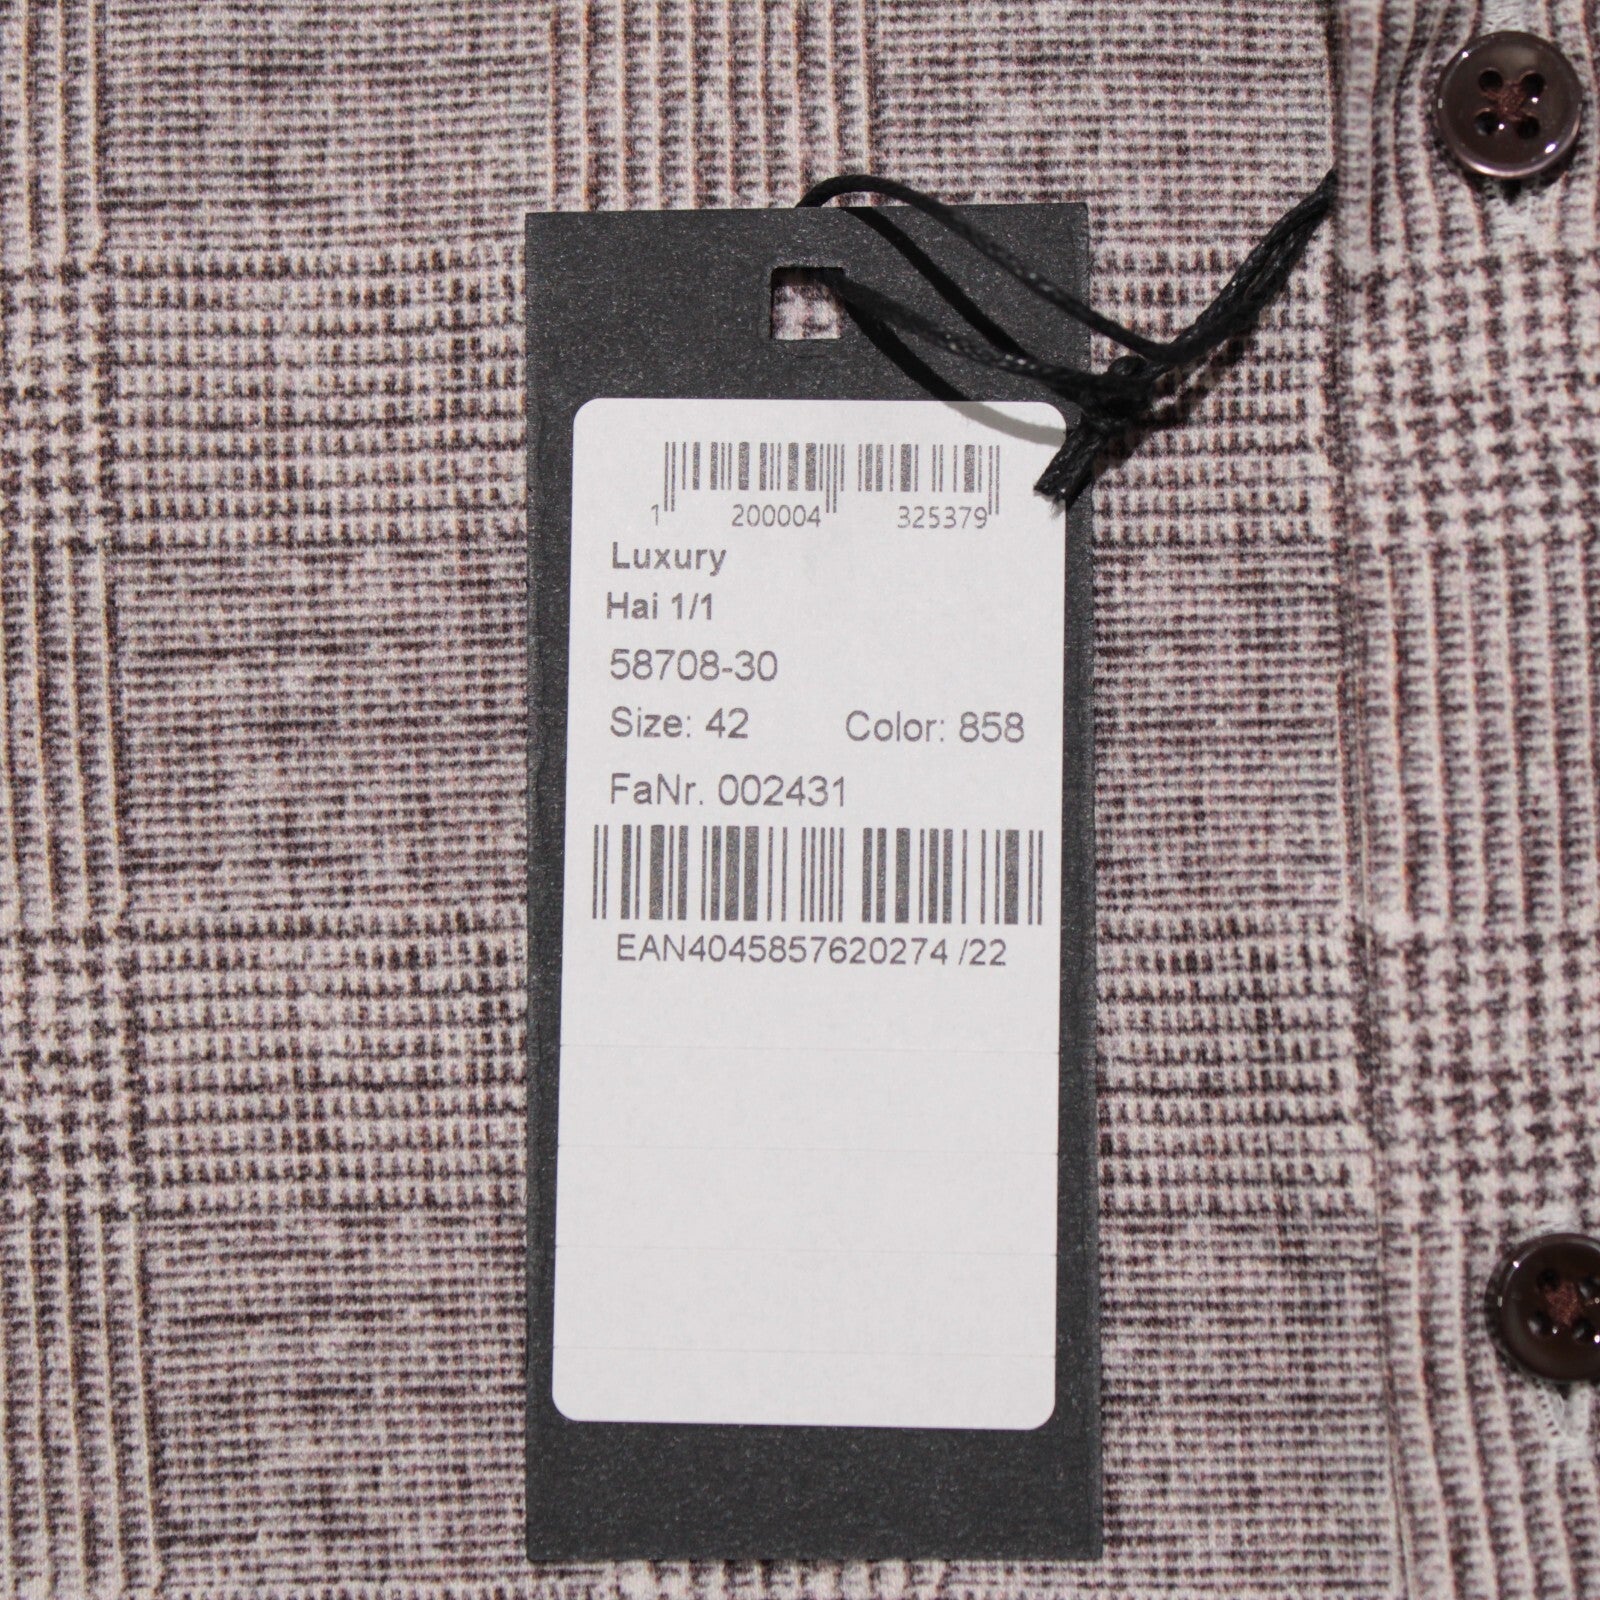 1 200004 325379
Luxury
Hai 1/1
58708-30
Size: 42 Color: 858
FaNr. 002431
EAN4045857620274 /22